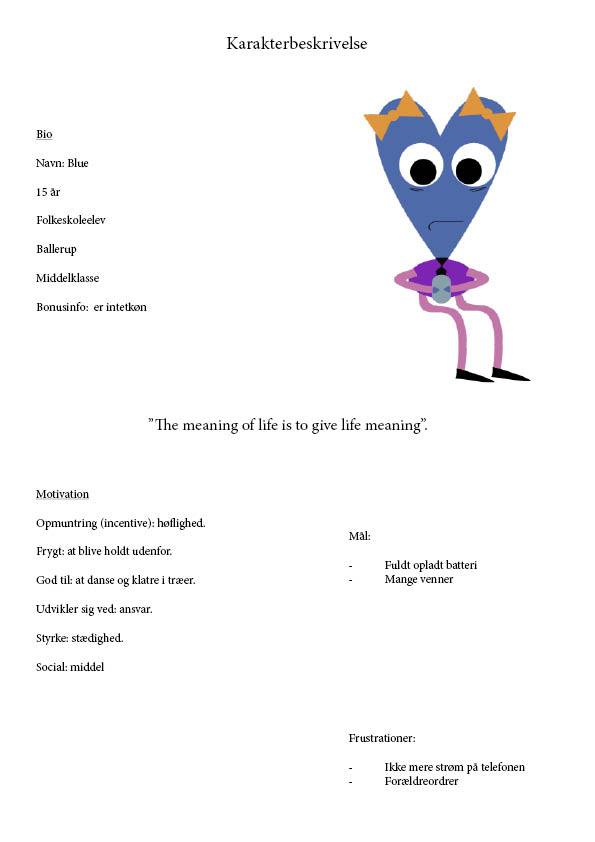 Karakterbeskrivelse
Bio
Navn: Blue
15 år
Folkeskoleelev
Ballerup
Middelklasse
Bonusinfo:  er intetkøn
”The meaning of life is to give life meaning”.
Motivation
Opmuntring (incentive): høflighed.
Frygt: at blive holdt udenfor.
God til: at danse og klatre i træer.
Udvikler sig ved: ansvar.
Styrke: stædighed.
Social: middel
Mål:
- Fuldt opladt batteri
- Mange venner
Frustrationer:
- Ikke mere strøm på telefonen
- Forældreordrer